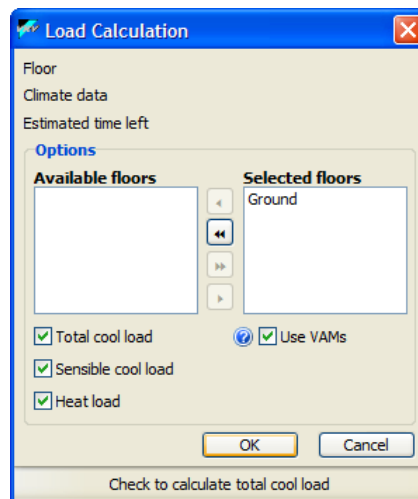 Load Calculation
Floor
Climate data
Estimated time left
Options
Available floors Selected floors
Ground
Total cool load Use VAMs
Sensible cool load
Heat load
OK Cancel
Check to calculate total cool load